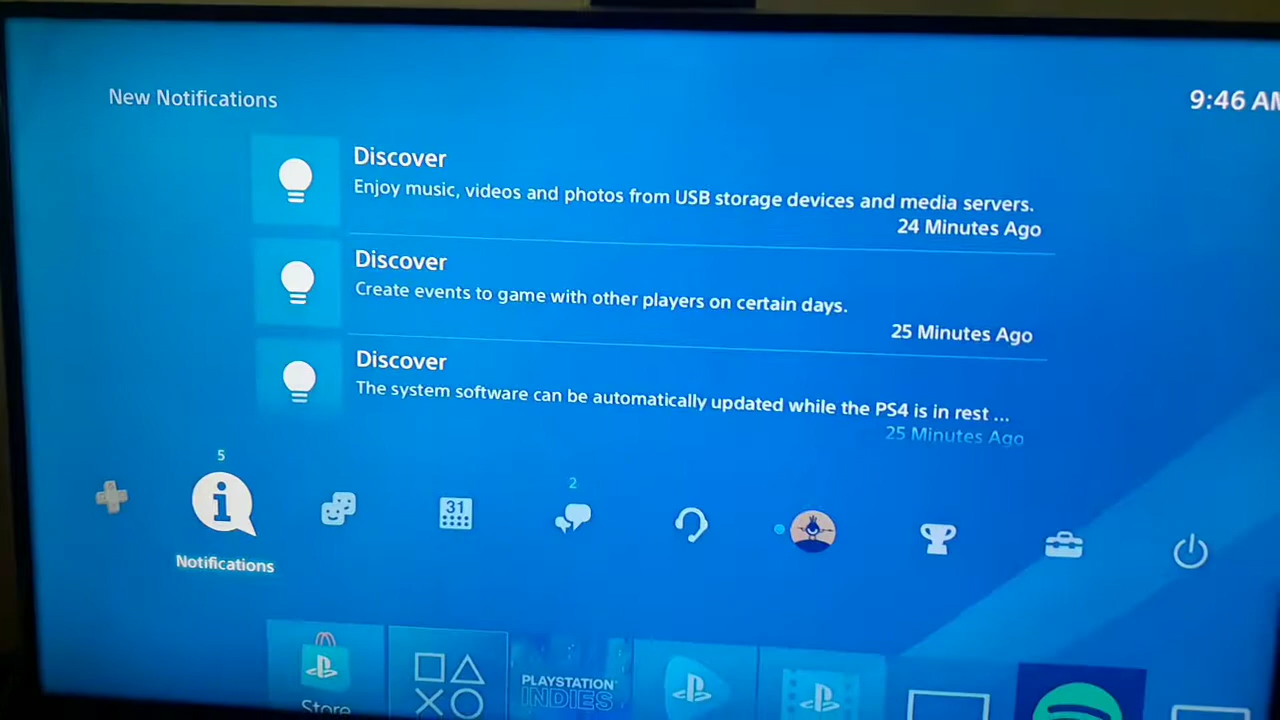 New Notifications
9:46 AM
Discover
Enjoy music, videos and photos from USB storage devices and media servers.
24 Minutes Ago
Discover
Create events to game with other players on certain days.
25 Minutes Ago
Discover
The system software can be automatically updated while the PS4 is in rest ...
25 Minutes Ago
5
2
31
Notifications
Store
PLAYSTATION
INDIES